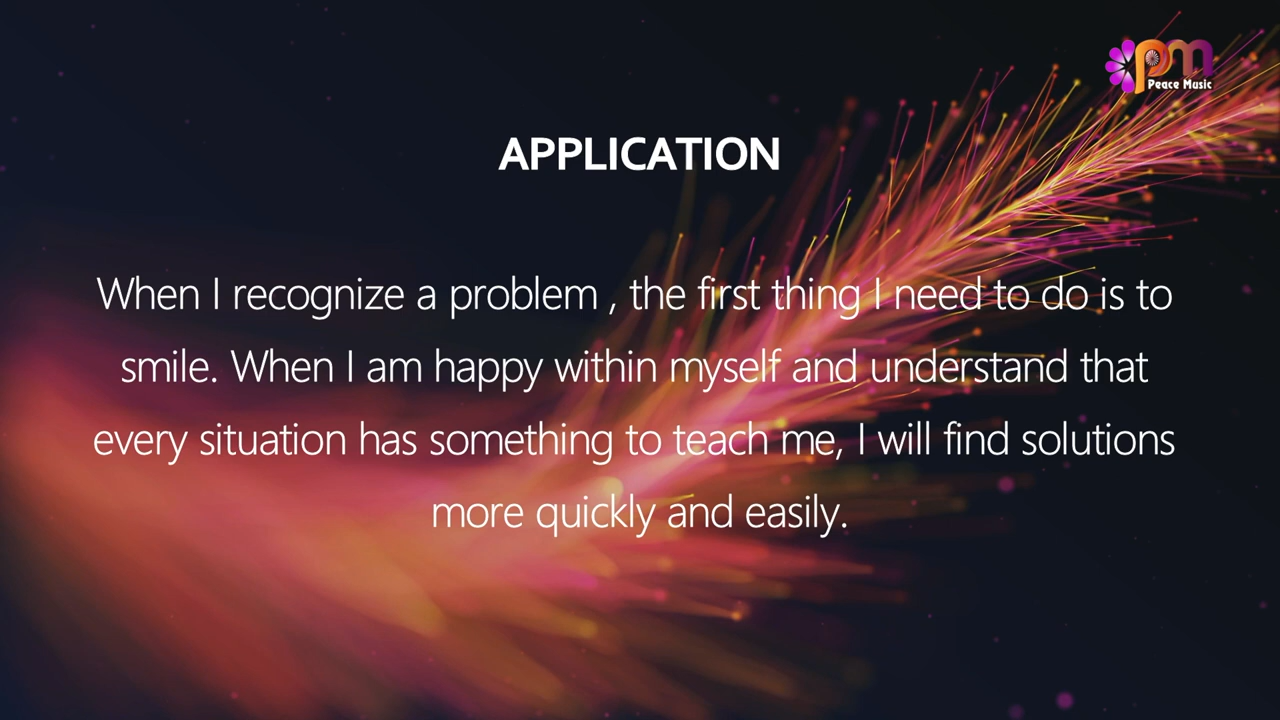 pm
Peace Music
APPLICATION
When I recognize a problem , the first thing I need to do is to
smile. When I am happy within myself and understand that
every situation has something to teach me, I will find solutions
more quickly and easily.